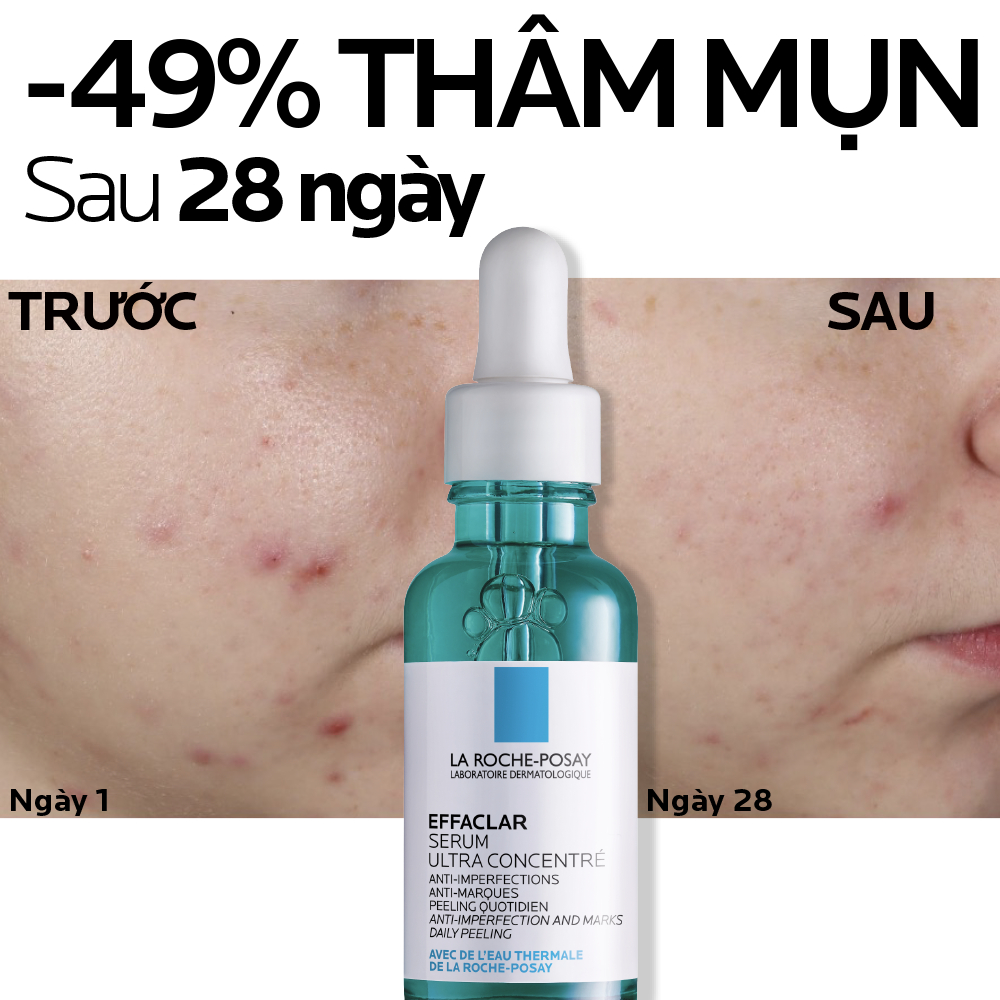 -49% THÂM MỤN
Sau 28 ngày
TRƯỚC
SAU
Ngày 1
Ngày 28
LA ROCHE-POSAY
LABORATOIRE DERMATOLOGIQUE
EFFACLAR
SERUM
ULTRA CONCENTRÉ
ANTI-IMPERFECTIONS
ANTI-MARQUES
PEELING QUOTIDIEN
ANTI-IMPERFECTION AND MARKS
DAILY PEELING
AVEC DE L'EAU THERMALE
DE LA ROCHE-POSAY